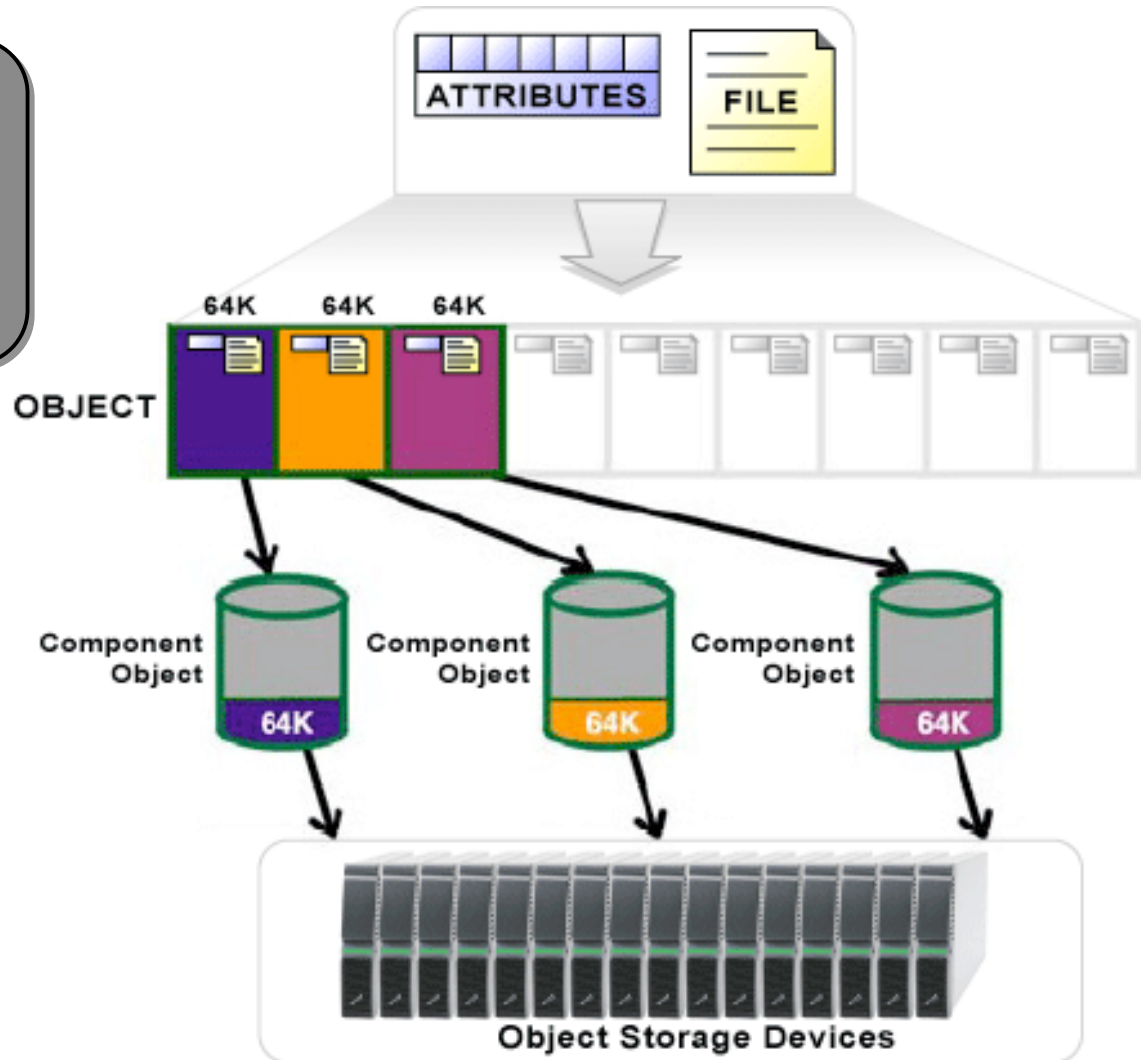 ATTRIBUTES
FILE
64K 64K 64K
OBJECT
Component
Object
Component
Object
Component
Object
64K 64K 64K
Object Storage Devices